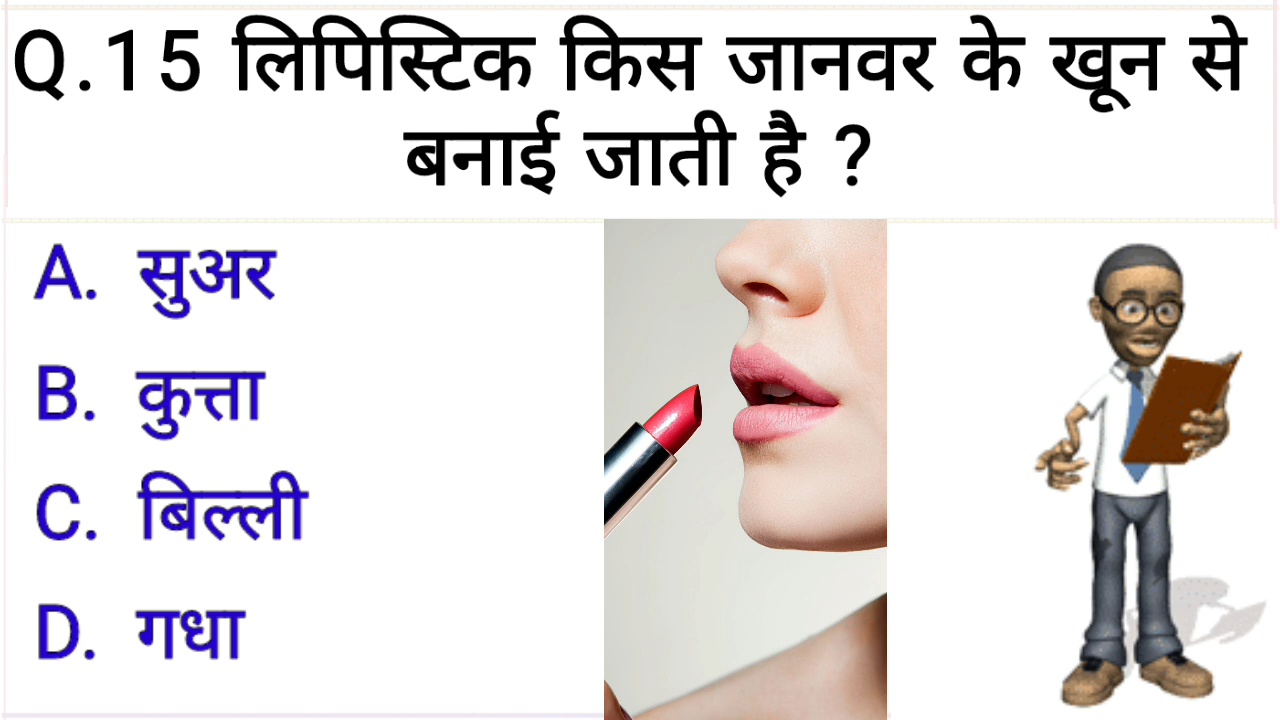 Q.15 लिपिस्टिक किस जानवर के खून से
बनाई जाती है ?
A. सुअर
B. कुत्ता
C. बिल्ली
D. गधा